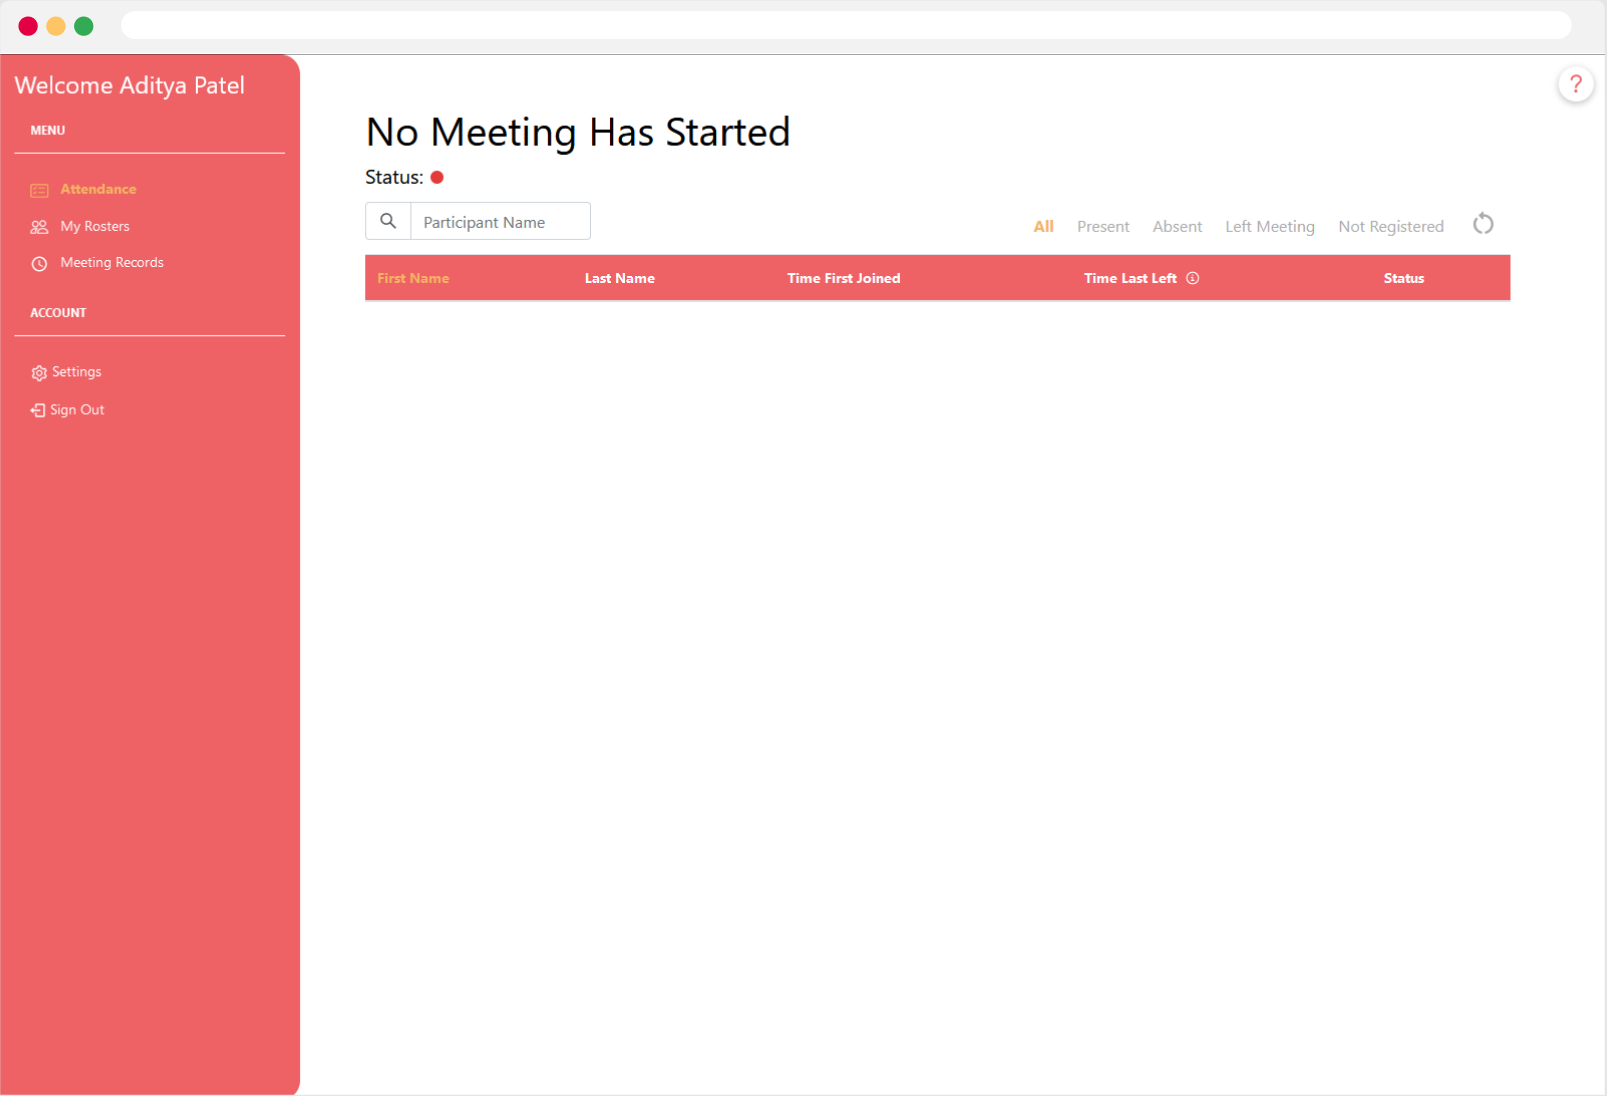 Welcome Aditya Patel
MENU
Attendance
My Rosters
Meeting Records
ACCOUNT
Settings
Sign Out
?
No Meeting Has Started
Status:
Participant Name
All Present Absent Left Meeting Not Registered
First Name Last Name Time First Joined Time Last Left Status